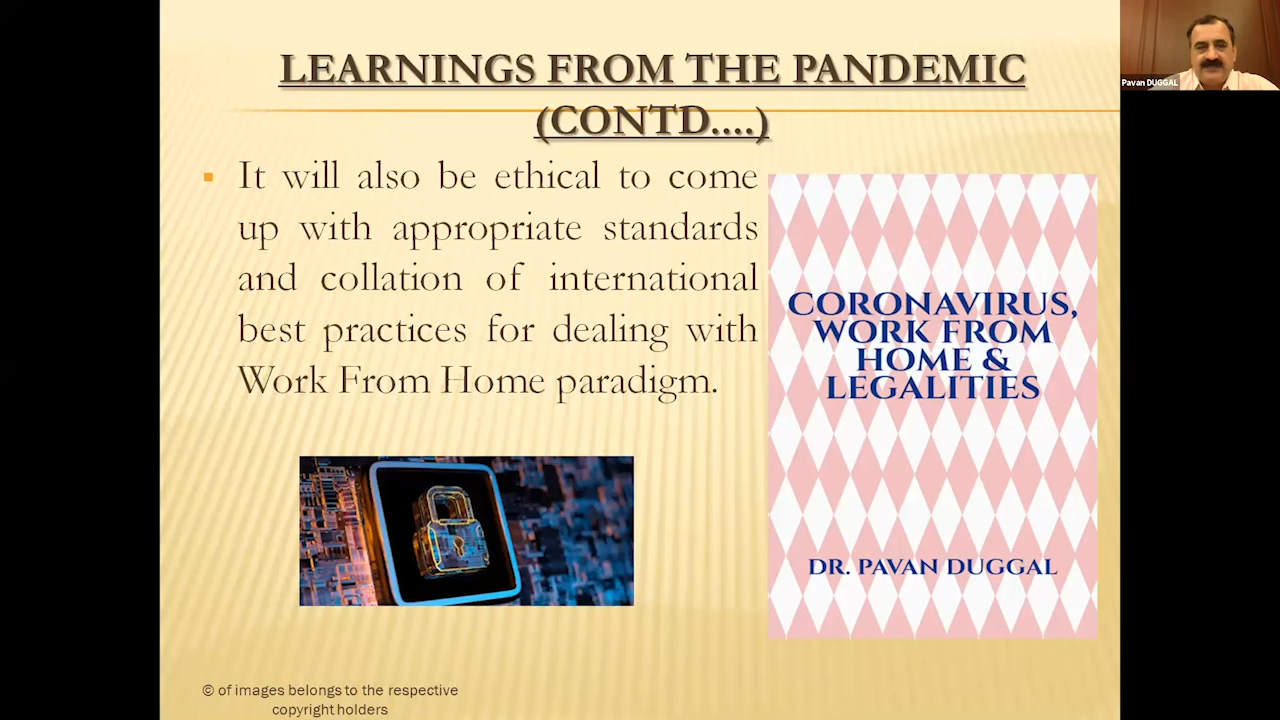 LEARNINGS FROM THE PANDEMIC
(CONTD....)
It will also be ethical to come
up with appropriate standards
and collation of international
best practices for dealing with
Work From Home paradigm.
CORONAVIRUS,
WORK FROM
HOME &
LEGALITIES
DR. PAVAN DUGGAL
© of images belongs to the respective
copyright holders
Pavan DUGGAL